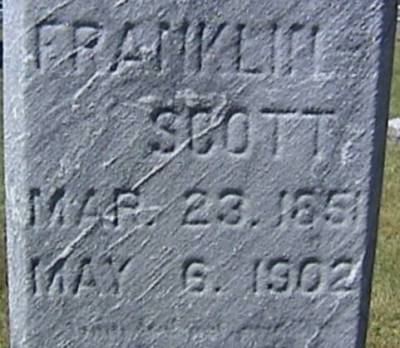 FRANKLIN
SCOTT.
MAR. 23. 1851
MAY 6. 1902